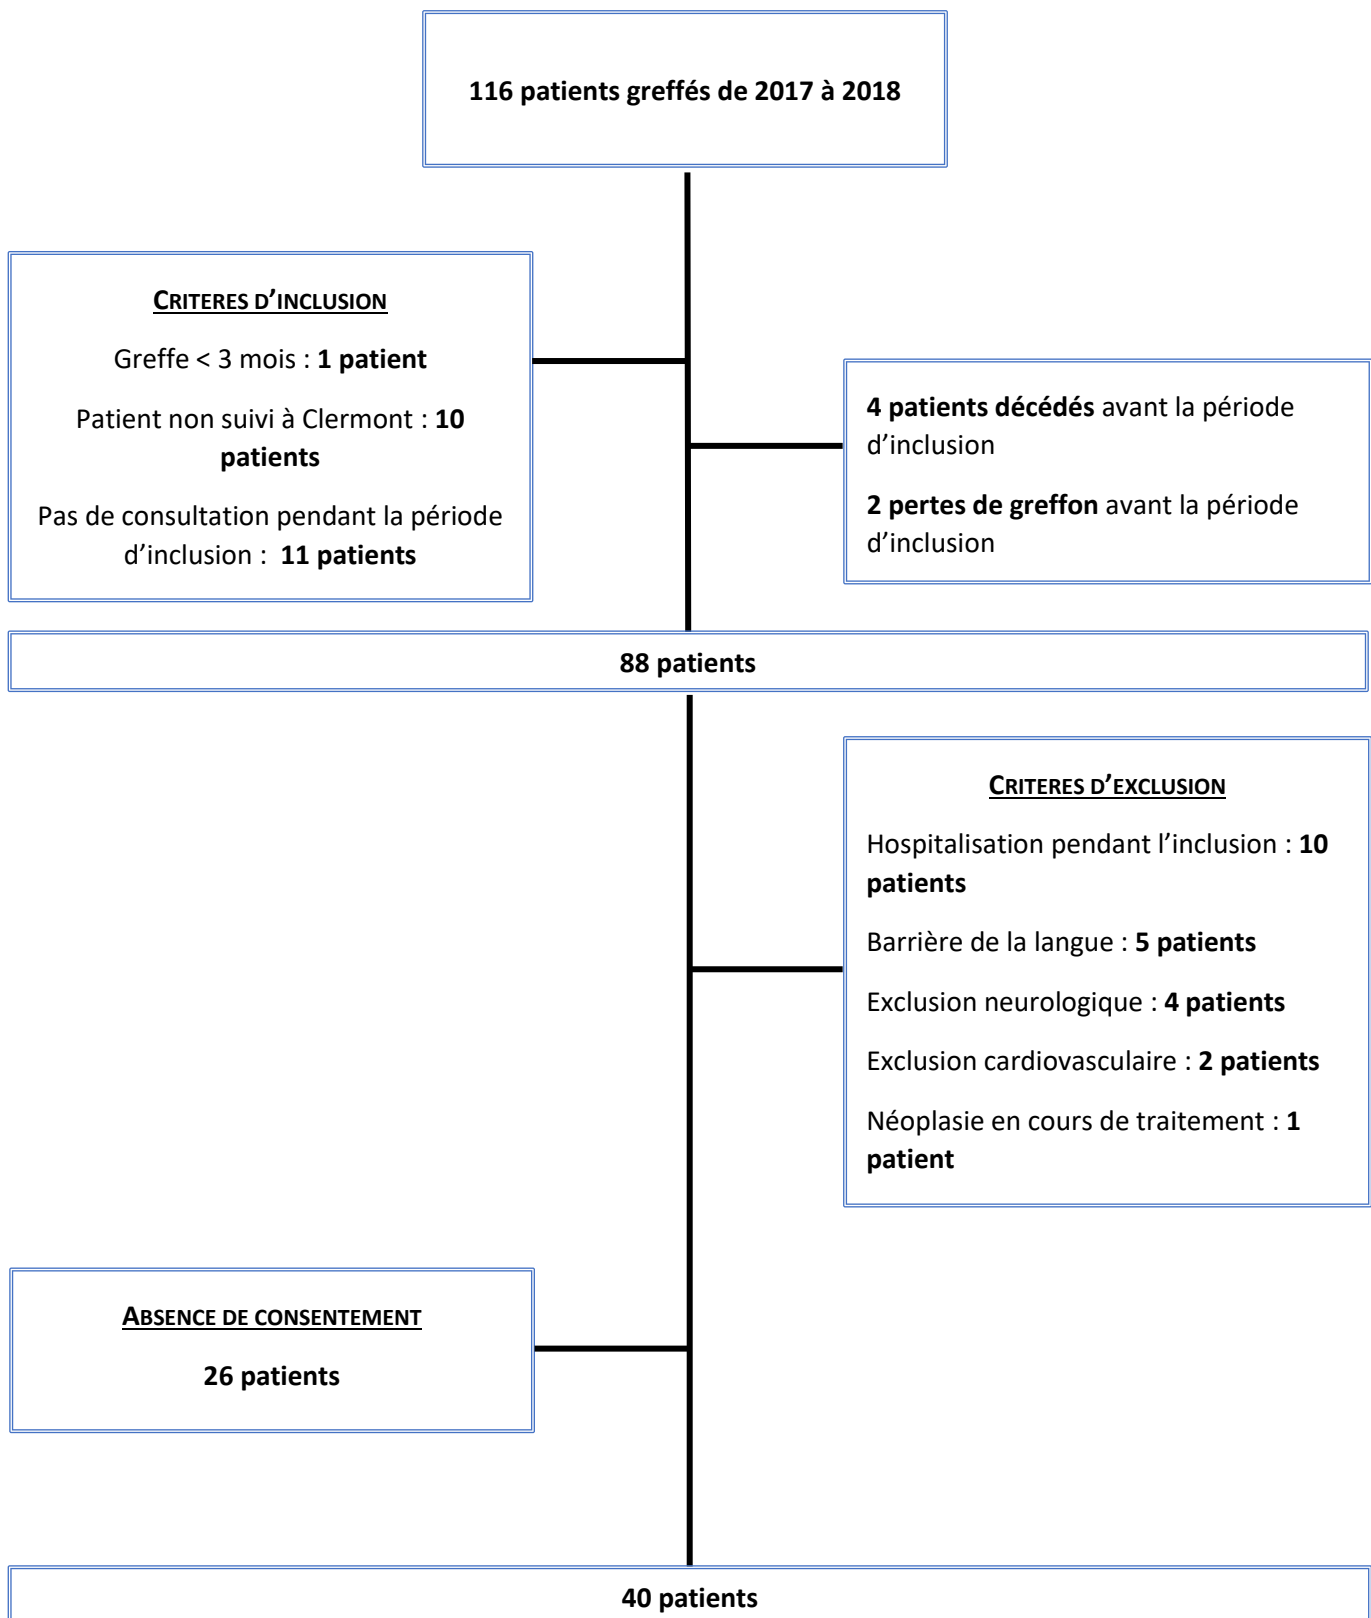 116 patients greffés de 2017 à 2018
CRITERES D'INCLUSION
Greffe < 3 mois : 1 patient
Patient non suivi à Clermont : 10
patients
Pas de consultation pendant la période
d'inclusion : 11 patients
4 patients décédés avant la période
d'inclusion
2 pertes de greffon avant la période
d'inclusion
88 patients
CRITERES D'EXCLUSION
Hospitalisation pendant l'inclusion : 10
patients
Barrière de la langue : 5 patients
Exclusion neurologique : 4 patients
Exclusion cardiovasculaire : 2 patients
Néoplasie en cours de traitement : 1
patient
ABSENCE DE CONSENTEMENT
26 patients
40 patients